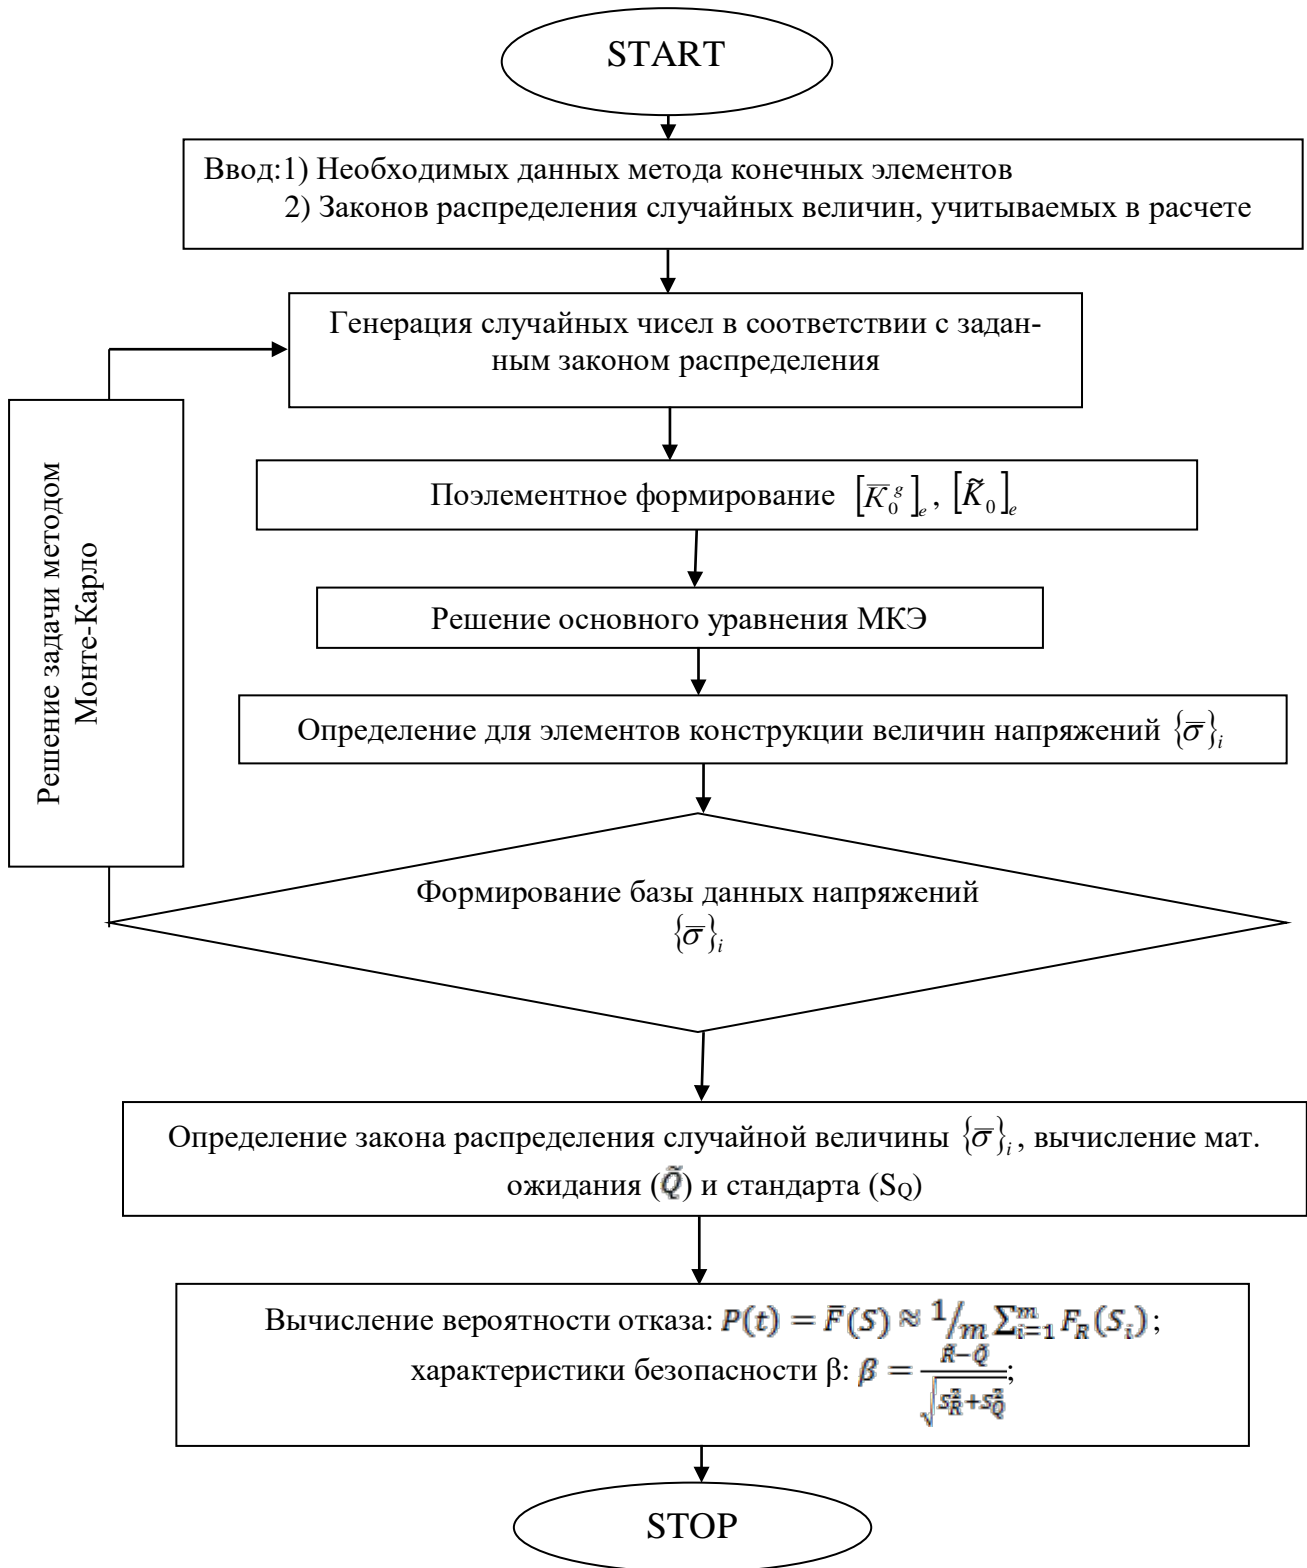 START
Ввод:1) Необходимых данных метода конечных элементов
2) Законов распределения случайных величин, учитываемых в расчете
Генерация случайных чисел в соответствии с задан-
ным законом распределения
Решение задачи методом
Монте-Карло
Поэлементное формирование [K̅₀ᵍ]ₑ, [K̃₀]ₑ
Решение основного уравнения МКЭ
Определение для элементов конструкции величин напряжений {σ̅}ᵢ
Формирование базы данных напряжений
{σ̅}ᵢ
Определение закона распределения случайной величины {σ̅}ᵢ, вычисление мат.
ожидания (Q̃) и стандарта (S_Q)
Вычисление вероятности отказа: P(t) = F̅(S) ≈ 1/m ∑ᵢ₌₁ᵐ F_R(Sᵢ);
характеристики безопасности β: β = (R̃−Q̃)/√(S²_R+S²_Q);
STOP